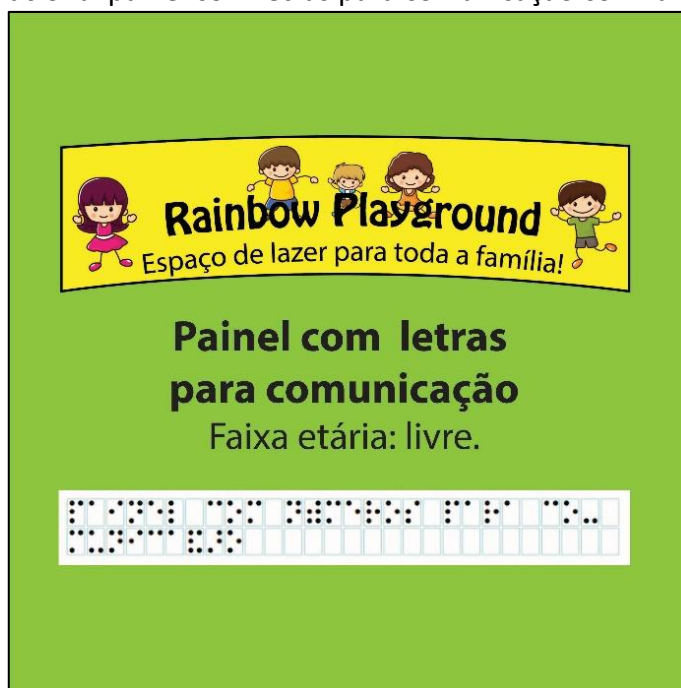 Rainbow Playground
Espaço de lazer para toda a família!
Painel com letras
para comunicação
Faixa etária: livre.